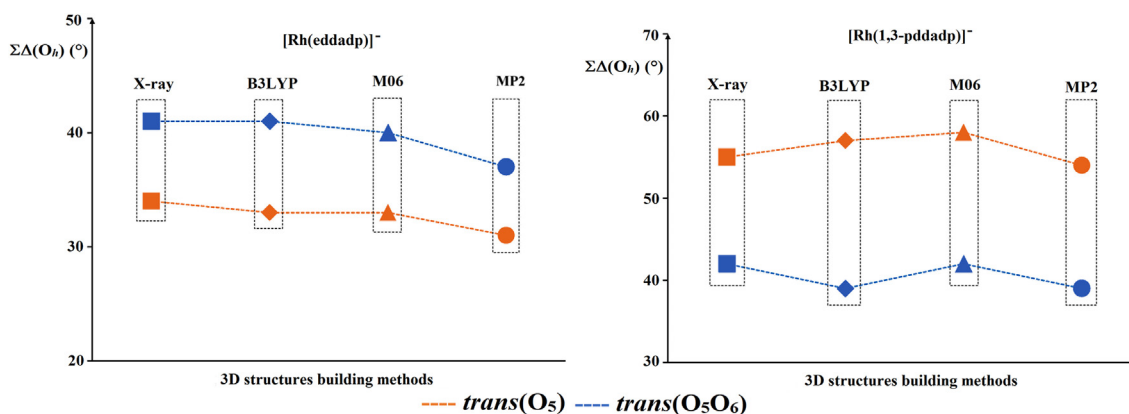 50
ΣΔ(Oₕ) (°)
[Rh(eddadp)]⁻
X-ray
B3LYP
M06
MP2
40
30
20
3D structures building methods
70
ΣΔ(Oₕ) (°)
[Rh(1,3-pddadp)]⁻
X-ray
B3LYP
M06
MP2
60
50
40
30
3D structures building methods
trans(O₅) trans(O₅O₆)